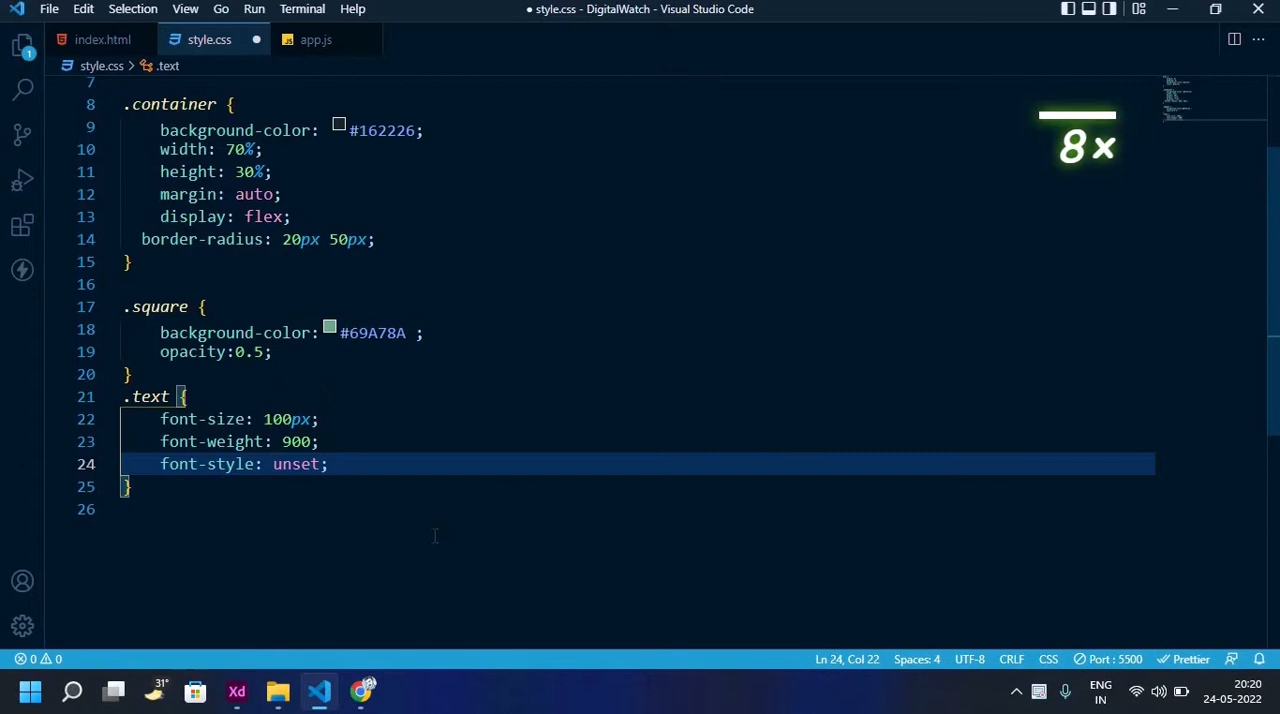 File Edit Selection View Go Run Terminal Help
● style.css - DigitalWatch - Visual Studio Code
index.html style.css ● app.js
style.css > .text
1
7
8 .container {
9 background-color: #162226;
10 width: 70%;
11 height: 30%;
12 margin: auto;
13 display: flex;
14 border-radius: 20px 50px;
15 }
16
17 .square {
18 background-color: #69A78A ;
19 opacity:0.5;
20 }
21 .text {
22 font-size: 100px;
23 font-weight: 900;
24 font-style: unset;
25 }
26
8×
0 0 Ln 24, Col 22 Spaces: 4 UTF-8 CRLF CSS Port : 5500 Prettier
31° Xd ENG 20:20
IN 24-05-2022